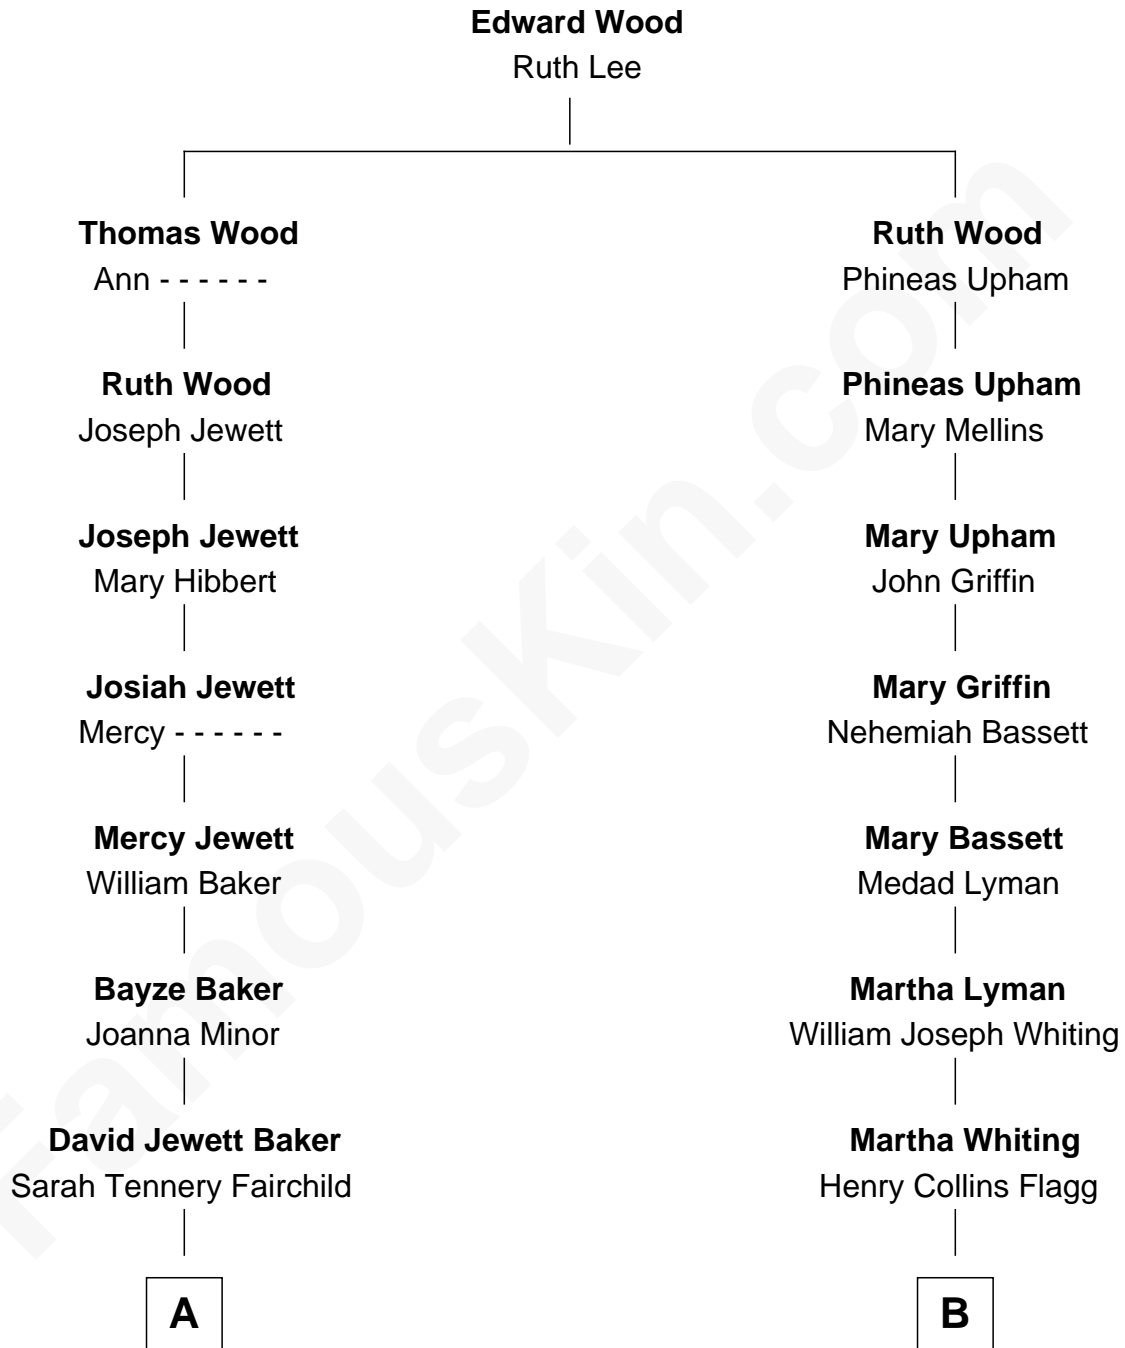 Edward Wood
Ruth Lee
Thomas Wood
Ann - - - - - -
Ruth Wood
Phineas Upham
Ruth Wood
Joseph Jewett
Phineas Upham
Mary Mellins
Joseph Jewett
Mary Hibbert
Mary Upham
John Griffin
Josiah Jewett
Mercy - - - - - -
Mary Griffin
Nehemiah Bassett
Mercy Jewett
William Baker
Mary Bassett
Medad Lyman
Bayze Baker
Joanna Minor
Martha Lyman
William Joseph Whiting
David Jewett Baker
Sarah Tennery Fairchild
Martha Whiting
Henry Collins Flagg
A
B
FamousKin.com